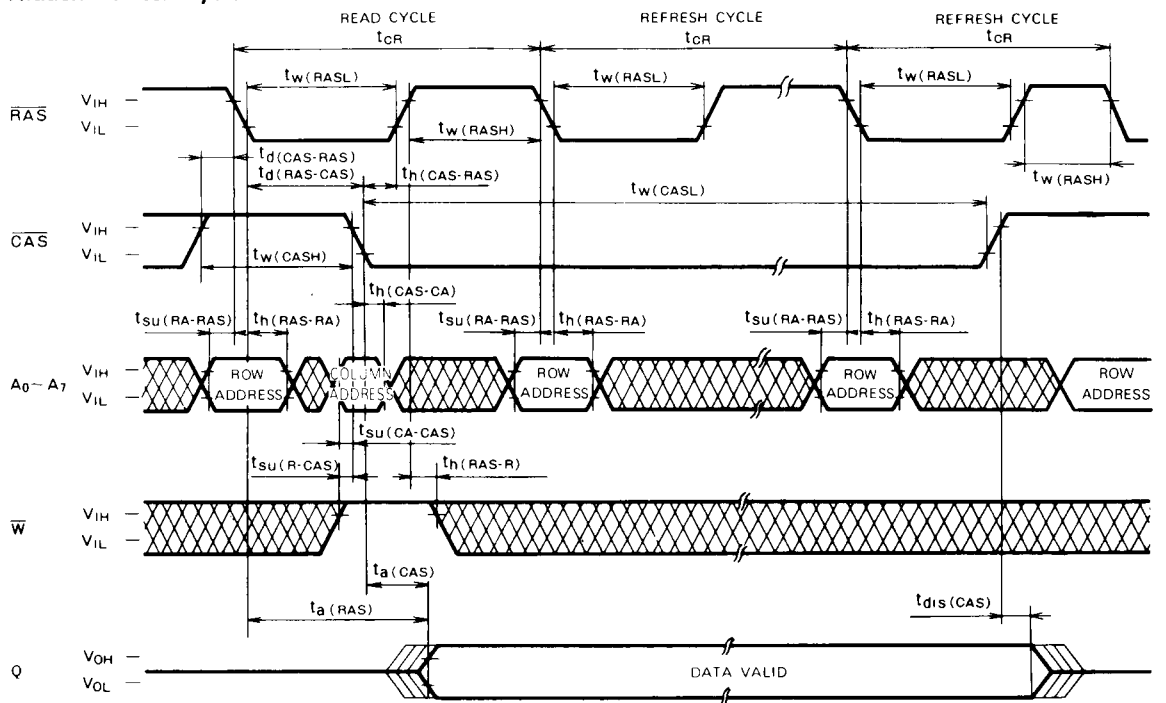 READ CYCLE
REFRESH CYCLE
REFRESH CYCLE
tCR
tCR
tCR
tw(RASL)
tw(RASL)
tw(RASL)
RAS
VIH
VIL
tw(RASH)
tw(RASH)
td(CAS-RAS)
td(RAS-CAS)
th(CAS-RAS)
tw(CASL)
CAS
VIH
VIL
tw(CASH)
th(CAS-CA)
tsu(RA-RAS)
th(RAS-RA)
tsu(RA-RAS)
th(RAS-RA)
tsu(RA-RAS)
th(RAS-RA)
A0–A7
VIH
VIL
ROW ADDRESS
COLUMN ADDRESS
ROW ADDRESS
ROW ADDRESS
ROW ADDRESS
tsu(CA-CAS)
tsu(R-CAS)
th(RAS-R)
W
VIH
VIL
ta(CAS)
ta(RAS)
tdis(CAS)
Q
VOH
VOL
DATA VALID